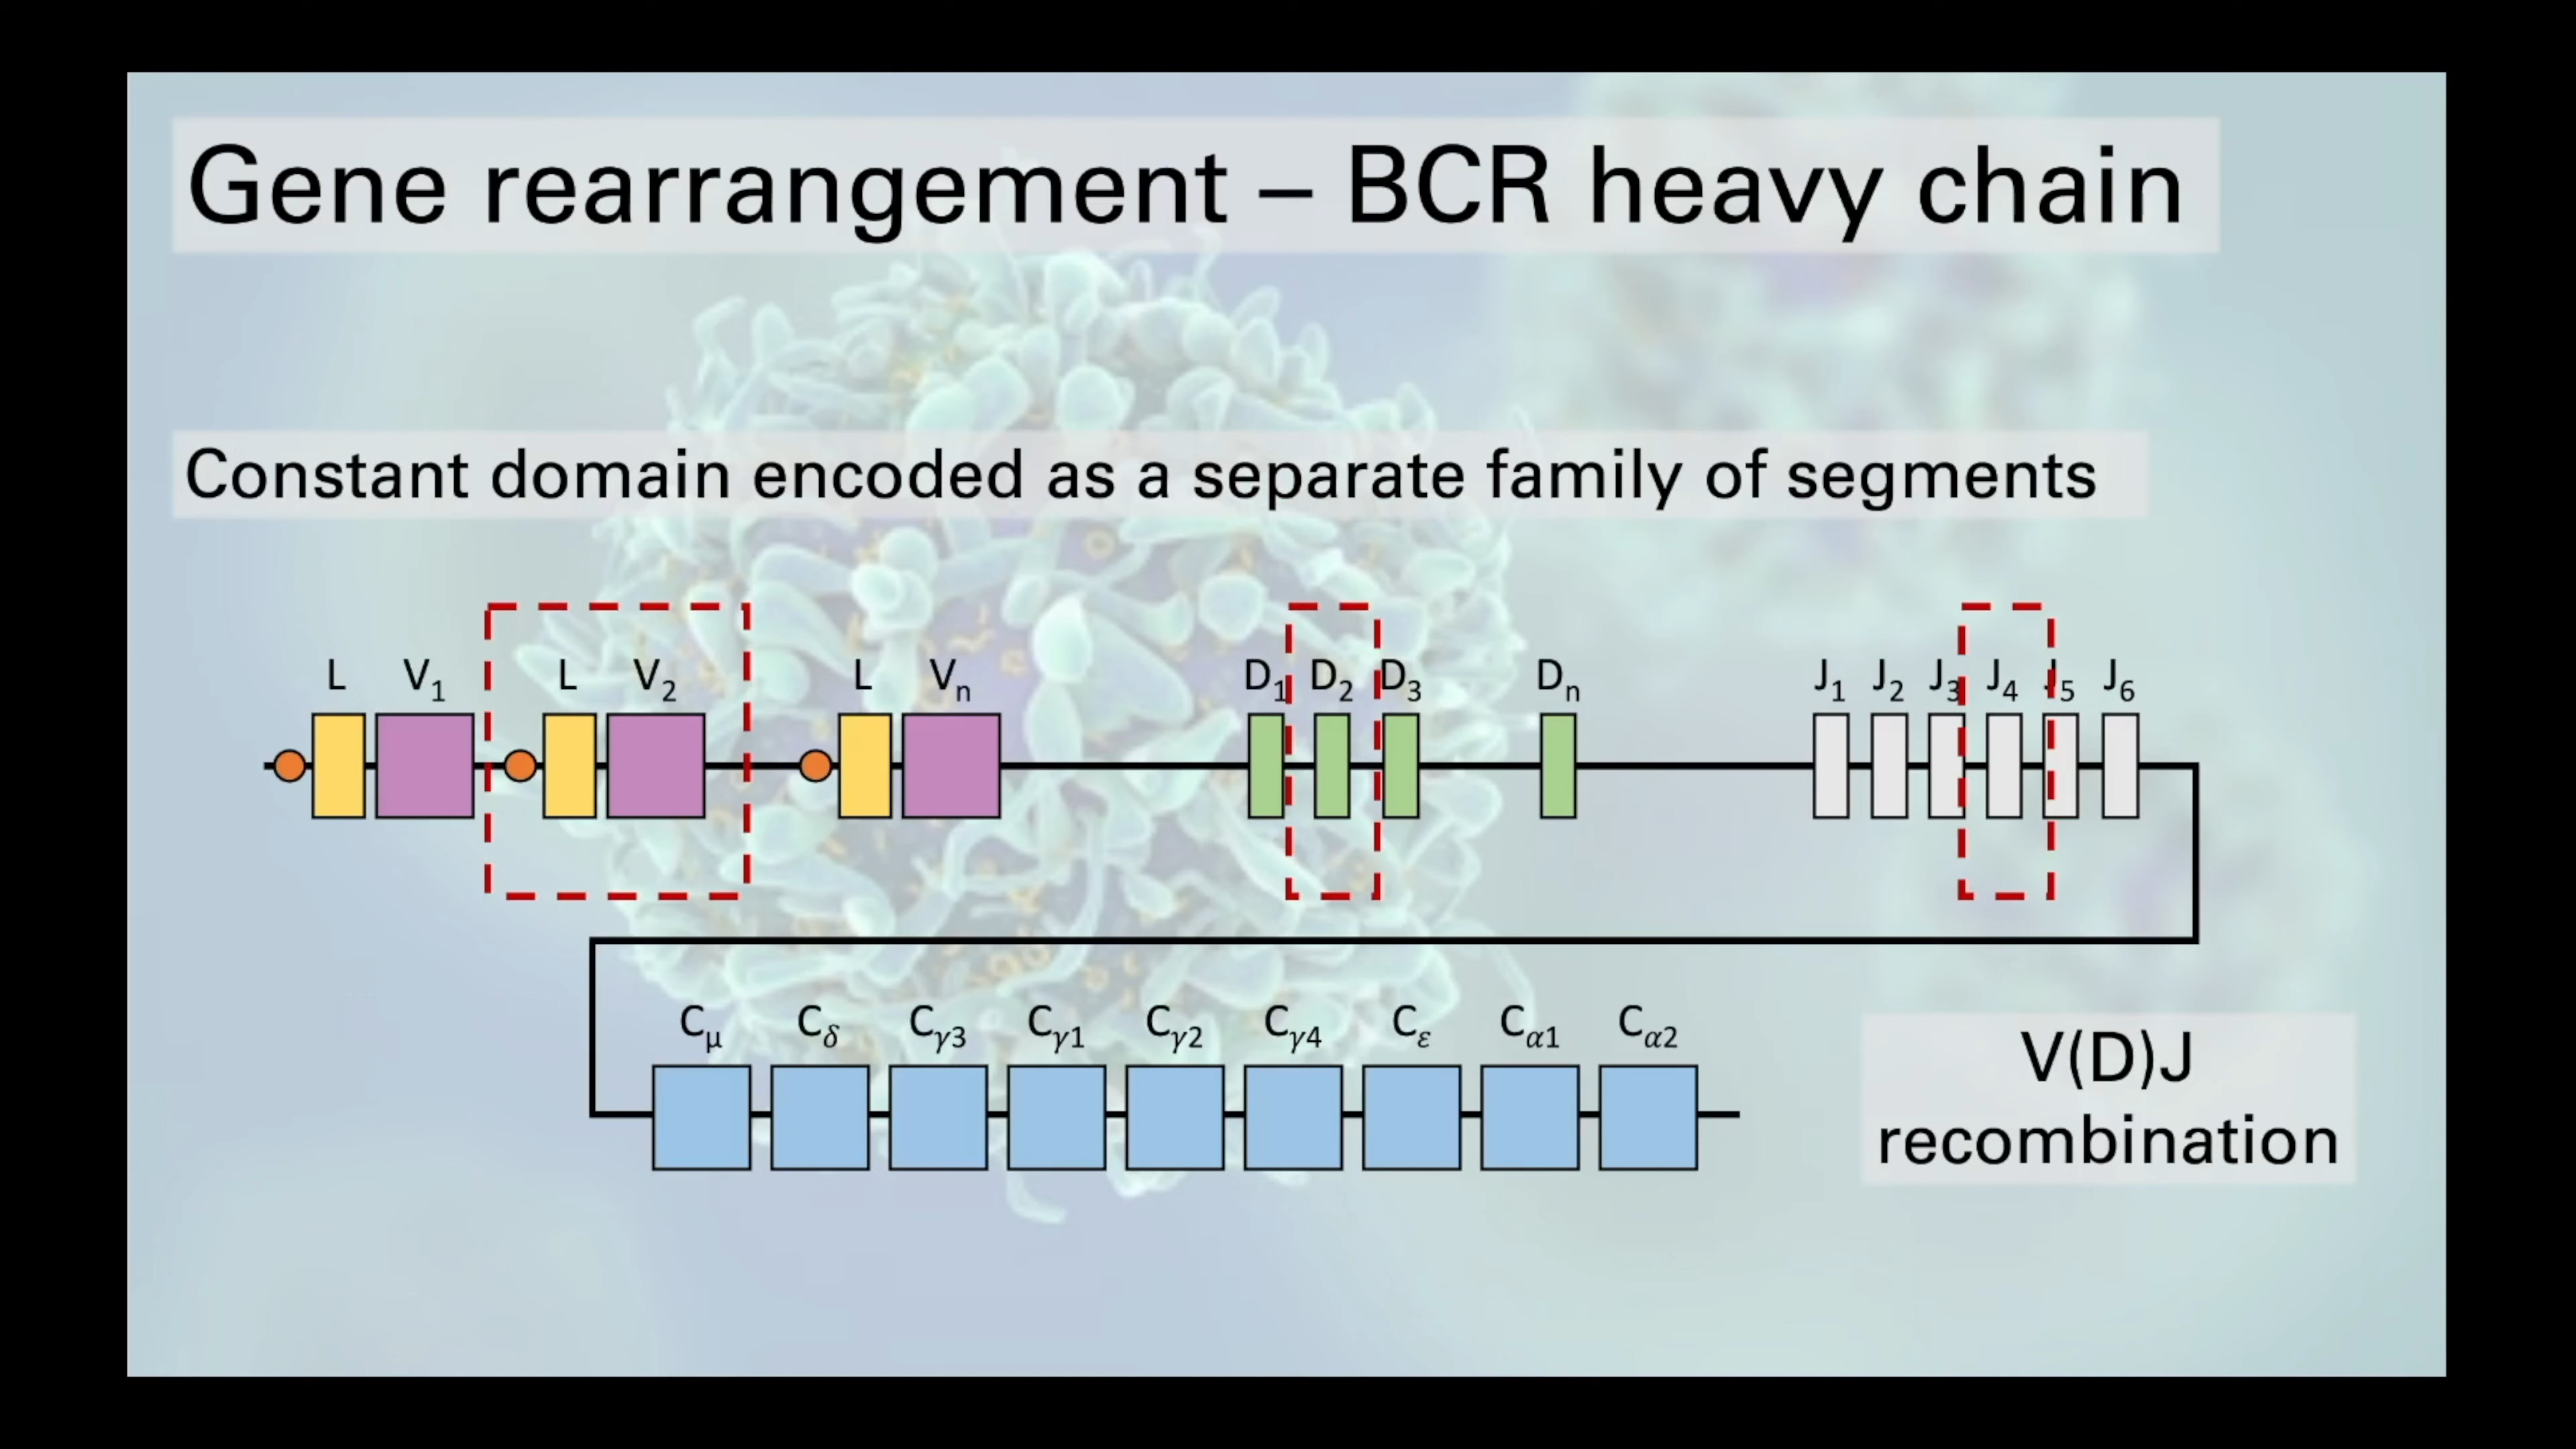 Gene rearrangement – BCR heavy chain
Constant domain encoded as a separate family of segments
L V₁ L V₂ L Vₙ D₁ D₂ D₃ Dₙ J₁ J₂ J₃ J₄ J₅ J₆
Cμ Cδ Cγ3 Cγ1 Cγ2 Cγ4 Cε Cα1 Cα2
V(D)J
recombination